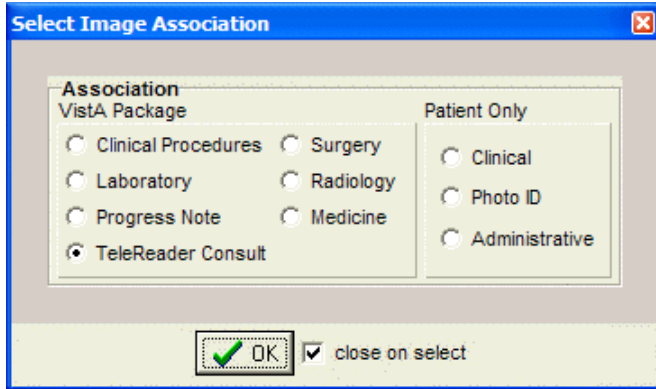 Select Image Association
Association
VistA Package
Patient Only
Clinical Procedures
Surgery
Laboratory
Radiology
Progress Note
Medicine
TeleReader Consult
Clinical
Photo ID
Administrative
OK
close on select